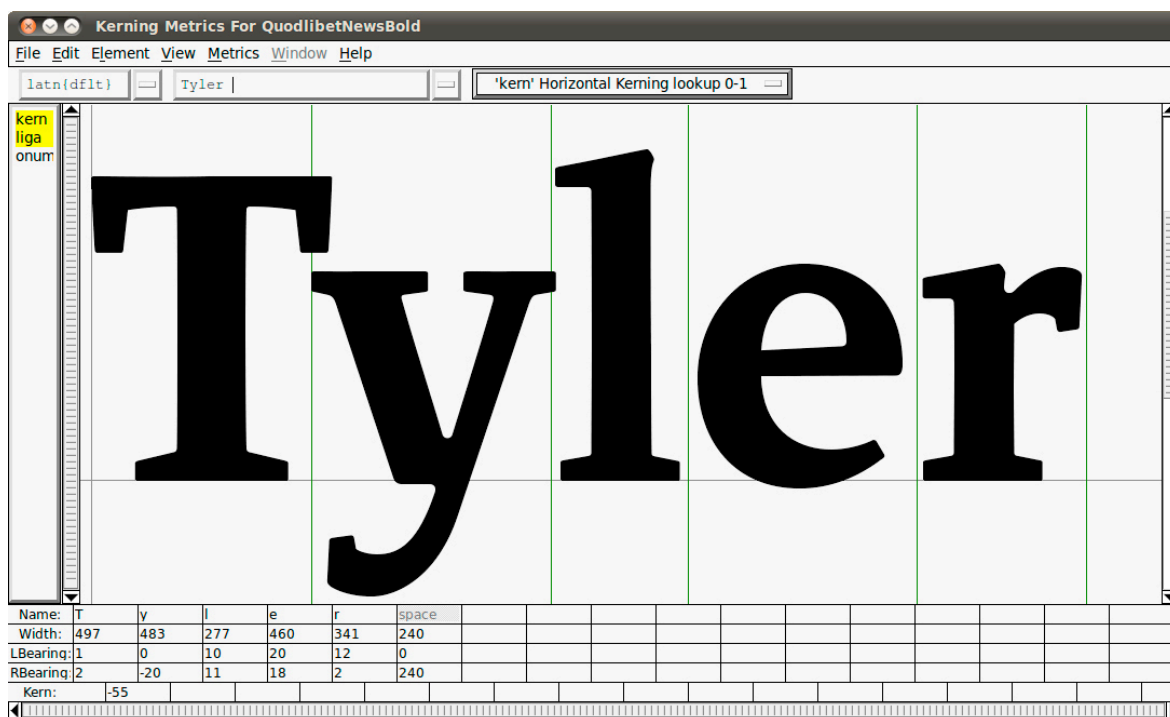 Kerning Metrics For QuodlibetNewsBold
File Edit Element View Metrics Window Help
latn{dflt} Tyler 'kern' Horizontal Kerning lookup 0-1
kern
liga
onum
Tyler
Name: T y l e r space
Width: 497 483 277 460 341 240
LBearing: 1 0 10 20 12 0
RBearing: 2 -20 11 18 2 240
Kern: -55